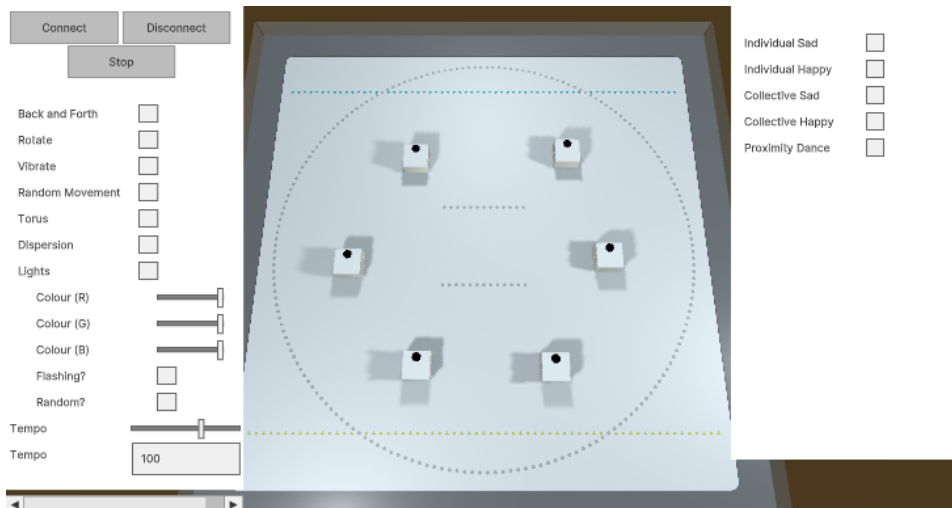 Connect Disconnect
Stop
Back and Forth
Rotate
Vibrate
Random Movement
Torus
Dispersion
Lights
Colour (R)
Colour (G)
Colour (B)
Flashing?
Random?
Tempo
Tempo 100
Individual Sad
Individual Happy
Collective Sad
Collective Happy
Proximity Dance